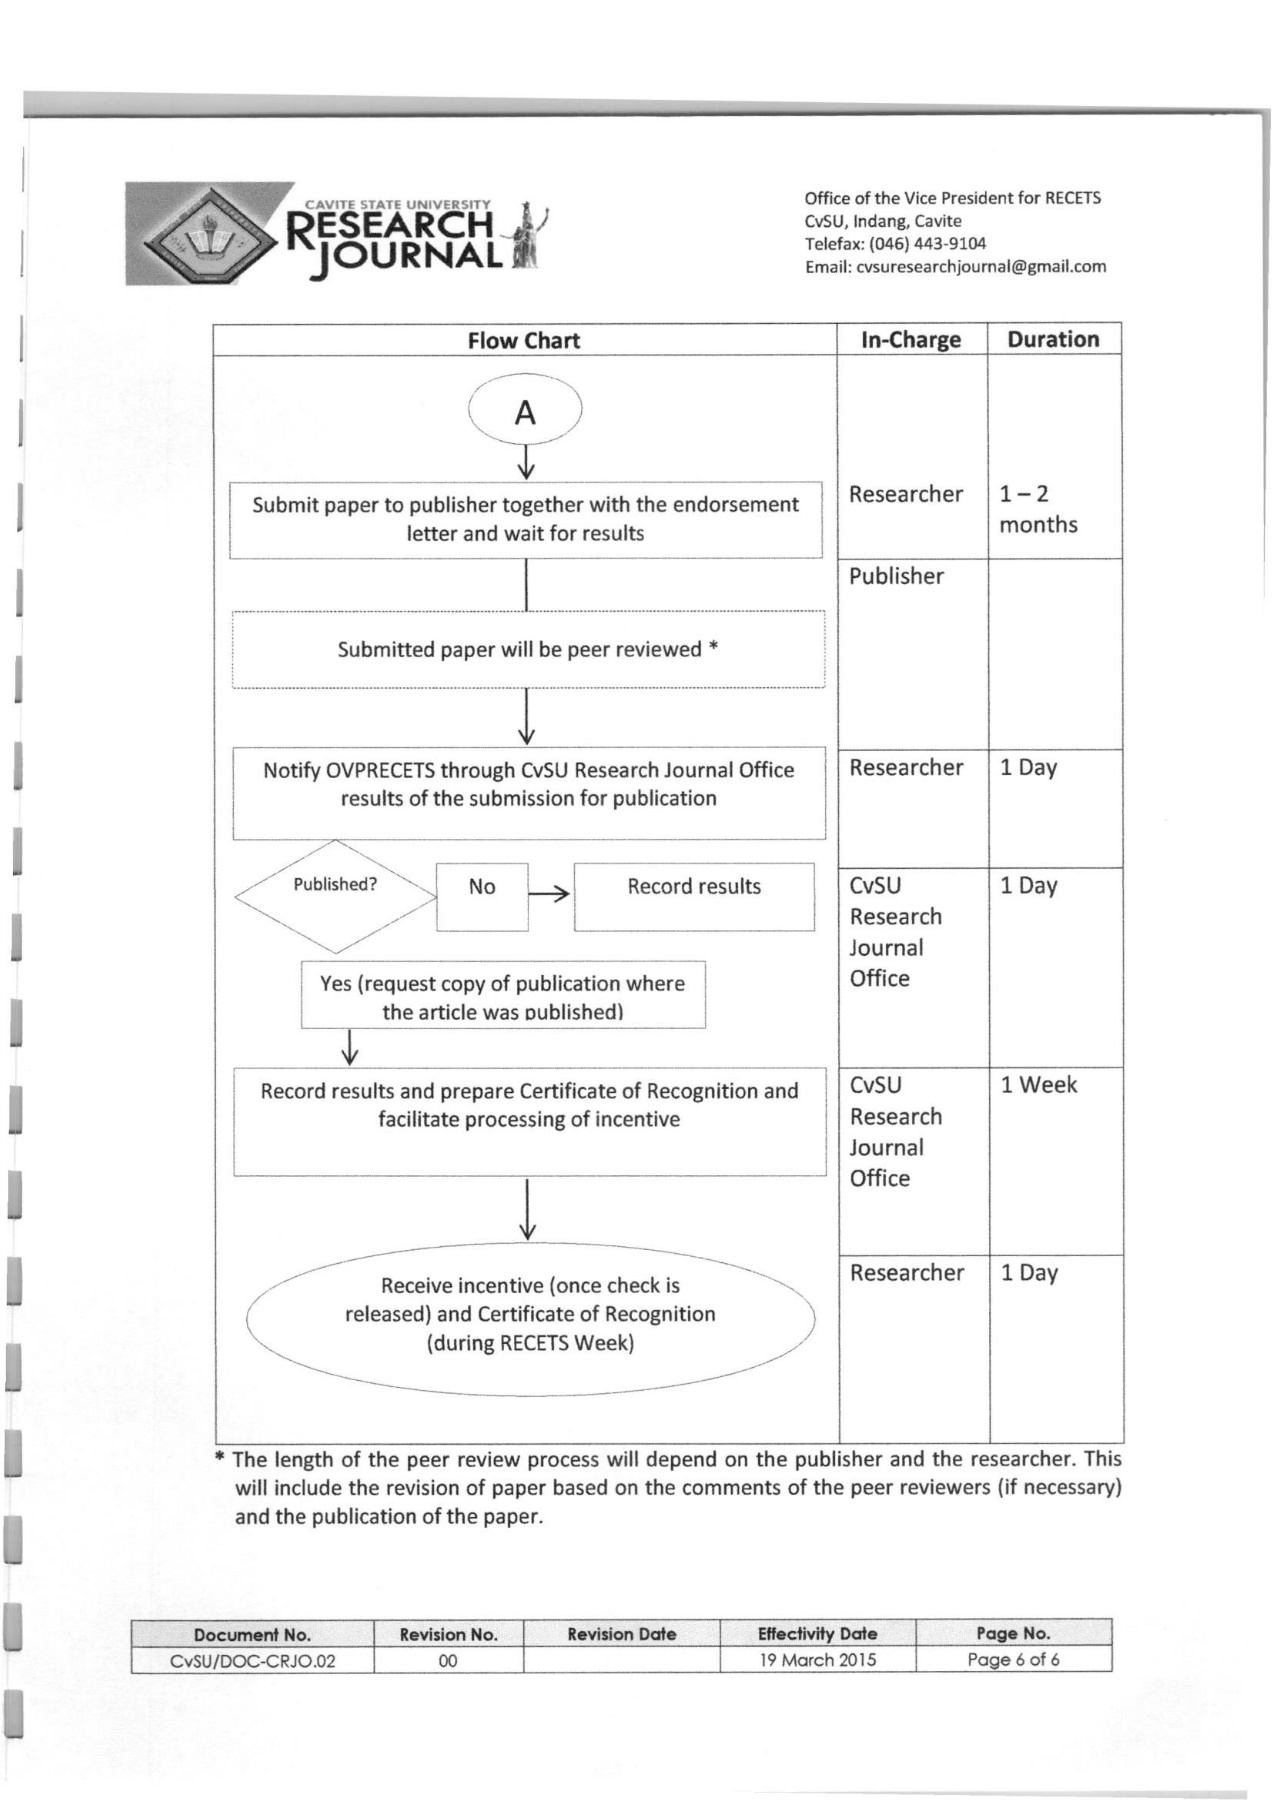 CAVITE STATE UNIVERSITY
RESEARCH
JOURNAL
Office of the Vice President for RECETS
CvSU, Indang, Cavite
Telefax: (046) 443-9104
Email: cvsuresearchjournal@gmail.com
Flow Chart In-Charge Duration
A
Submit paper to publisher together with the endorsement
letter and wait for results
Researcher 1 – 2
months
Publisher
Submitted paper will be peer reviewed *
Notify OVPRECETS through CvSU Research Journal Office
results of the submission for publication
Researcher 1 Day
Published? No Record results
CvSU 1 Day
Research
Journal
Office
Yes (request copy of publication where
the article was published)
Record results and prepare Certificate of Recognition and
facilitate processing of incentive
CvSU 1 Week
Research
Journal
Office
Receive incentive (once check is
released) and Certificate of Recognition
(during RECETS Week)
Researcher 1 Day
* The length of the peer review process will depend on the publisher and the researcher. This
will include the revision of paper based on the comments of the peer reviewers (if necessary)
and the publication of the paper.
Document No. Revision No. Revision Date Effectivity Date Page No.
CvSU/DOC-CRJO.02 00 19 March 2015 Page 6 of 6